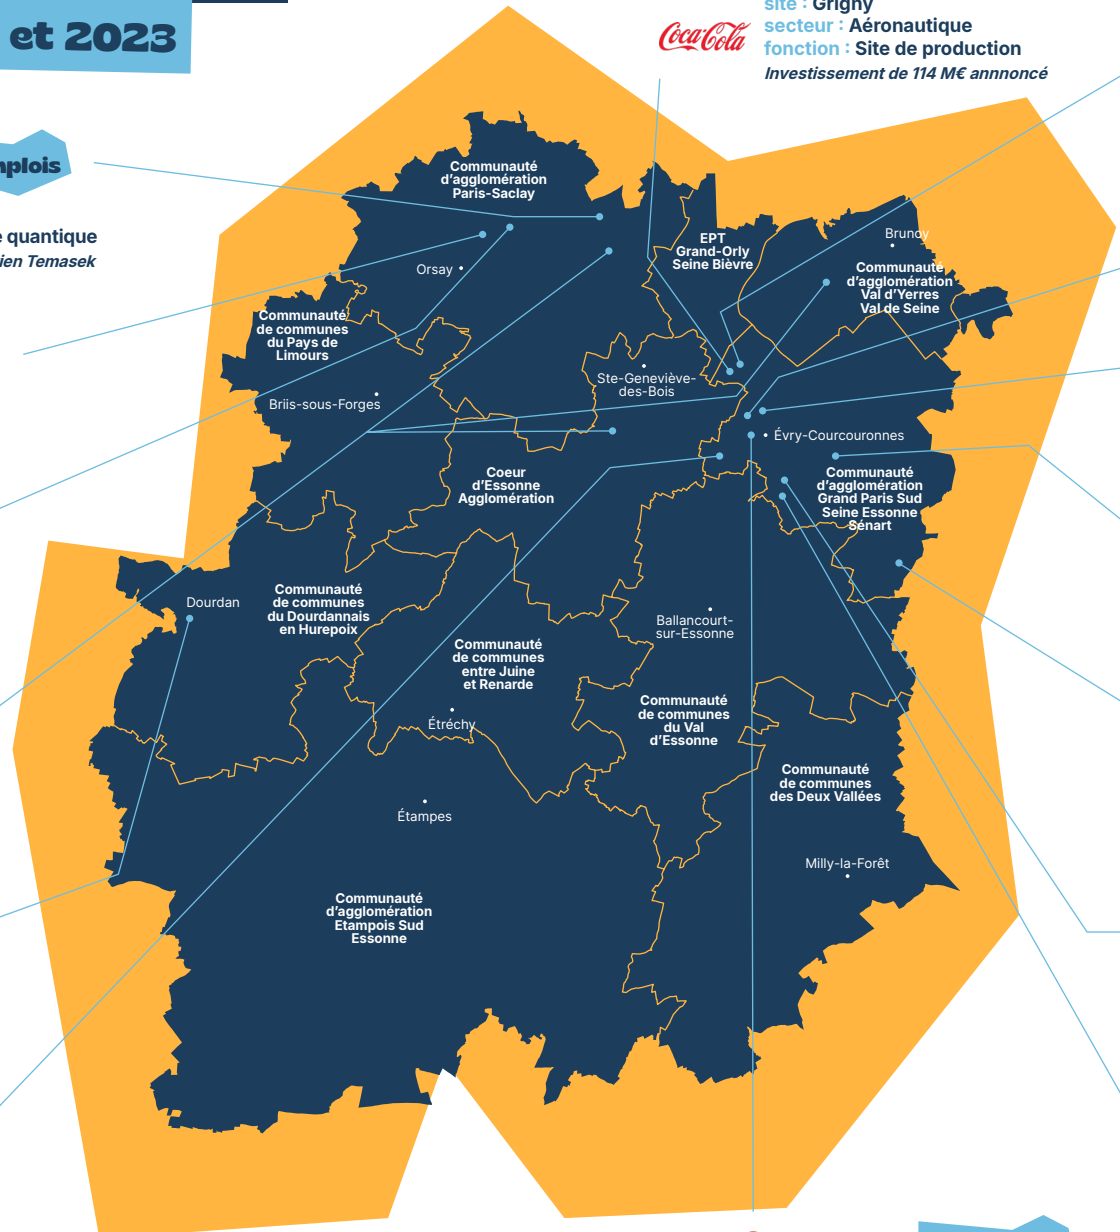 et 2023
Coca-Cola
site : Grigny
secteur : Aéronautique
fonction : Site de production
Investissement de 114 M€ annnoncé
quantique
Temasek
Communauté
d’agglomération
Paris-Saclay
EPT
Grand-Orly
Seine Bièvre
Brunoy
Communauté
d’agglomération
Val d’Yerres
Val de Seine
Orsay
Communauté
de communes
du Pays de
Limours
Briis-sous-Forges
Ste-Geneviève-
des-Bois
Évry-Courcouronnes
Coeur
d’Essonne
Agglomération
Communauté
d’agglomération
Grand Paris Sud
Seine Essonne
Sénart
Dourdan
Communauté
de communes
du Dourdannais
en Hurepoix
Ballancourt-
sur-Essonne
Communauté
de communes
entre Juine
et Renarde
Étréchy
Communauté
de communes
du Val
d’Essonne
Communauté
de communes
des Deux Vallées
Étampes
Milly-la-Forêt
Communauté
d’agglomération
Etampois Sud
Essonne